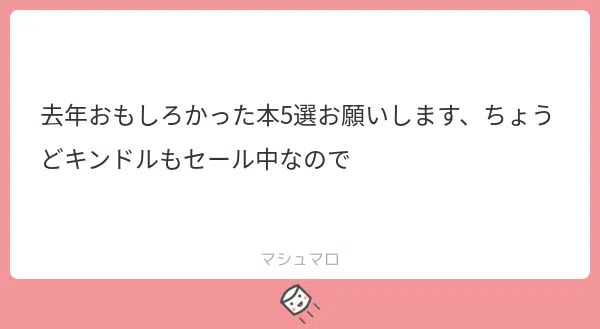 去年おもしろかった本5選お願いします、ちょう
どキンドルもセール中なので
マシュマロ